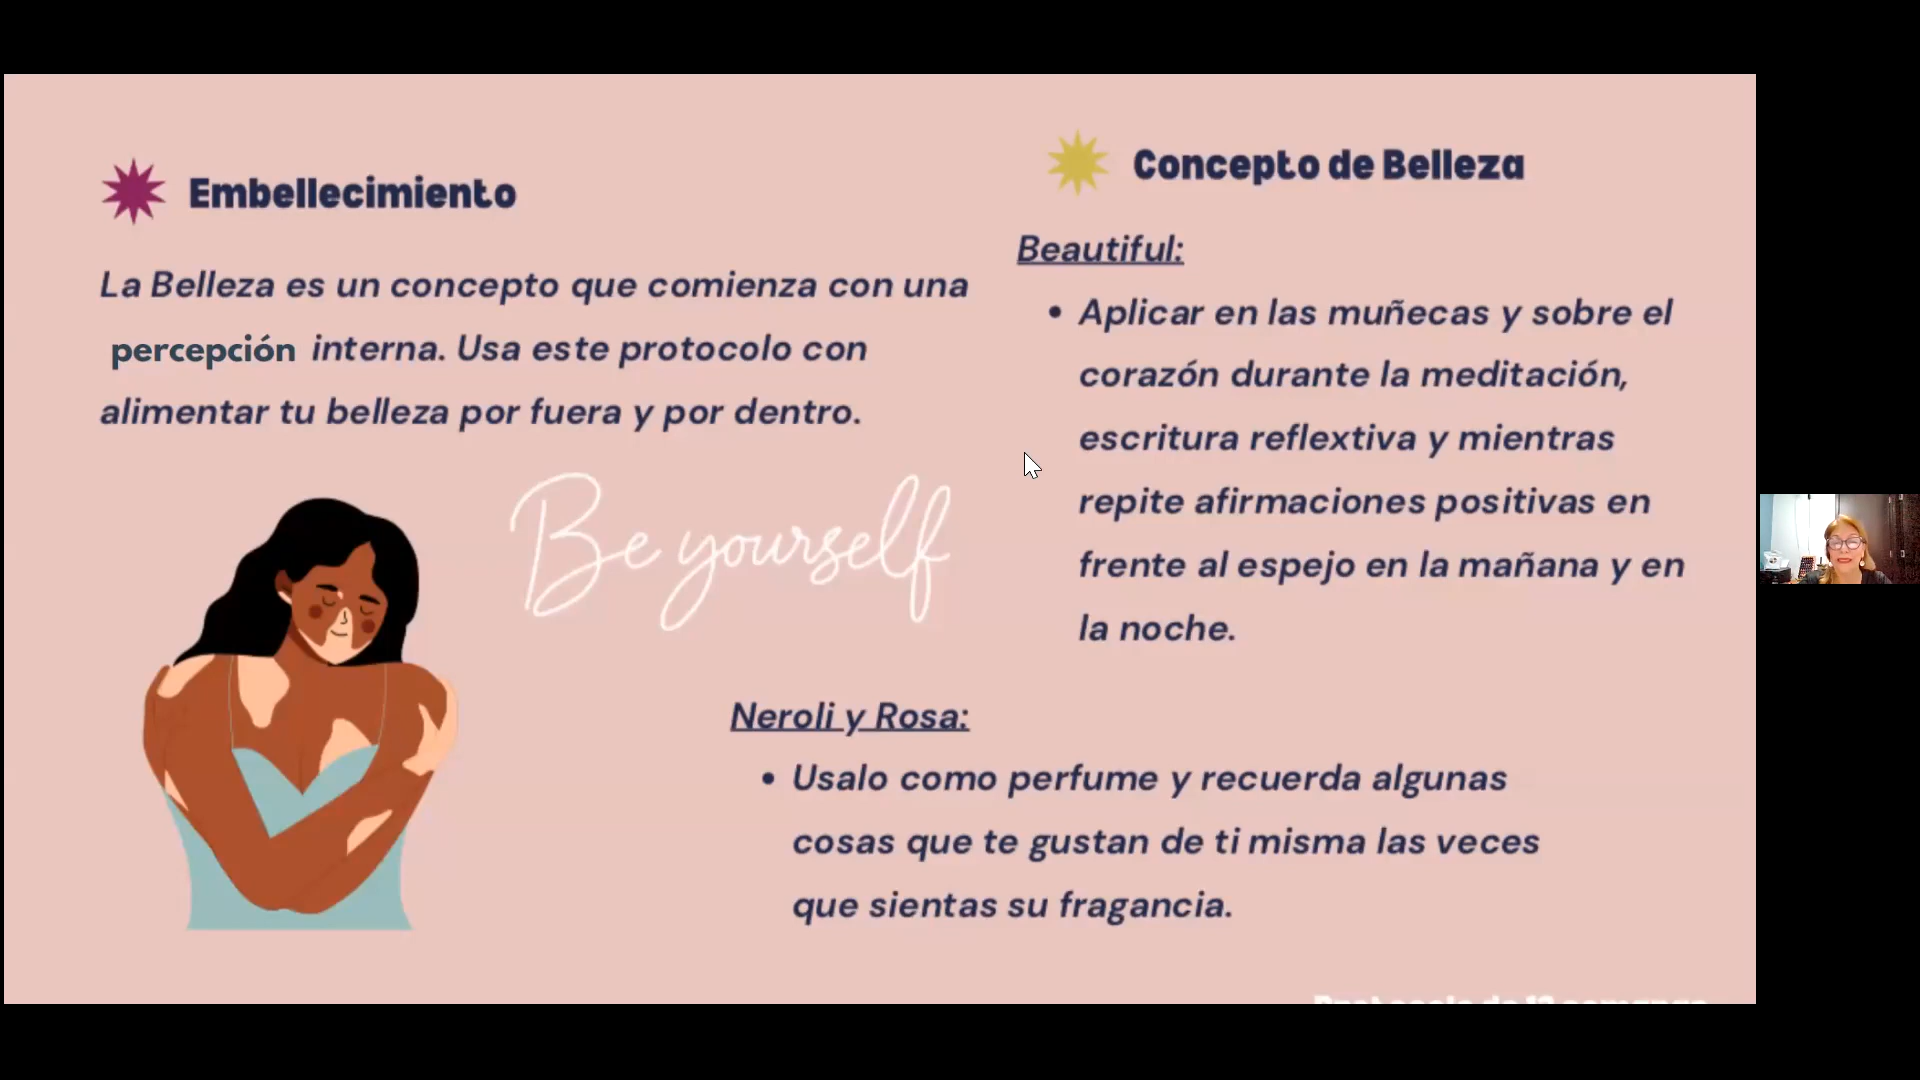 Embellecimiento
La Belleza es un concepto que comienza con una
percepción interna. Usa este protocolo con
alimentar tu belleza por fuera y por dentro.
Be yourself
Concepto de Belleza
Beautiful:
• Aplicar en las muñecas y sobre el
corazón durante la meditación,
escritura reflextiva y mientras
repite afirmaciones positivas en
frente al espejo en la mañana y en
la noche.
Neroli y Rosa:
• Usalo como perfume y recuerda algunas
cosas que te gustan de ti misma las veces
que sientas su fragancia.